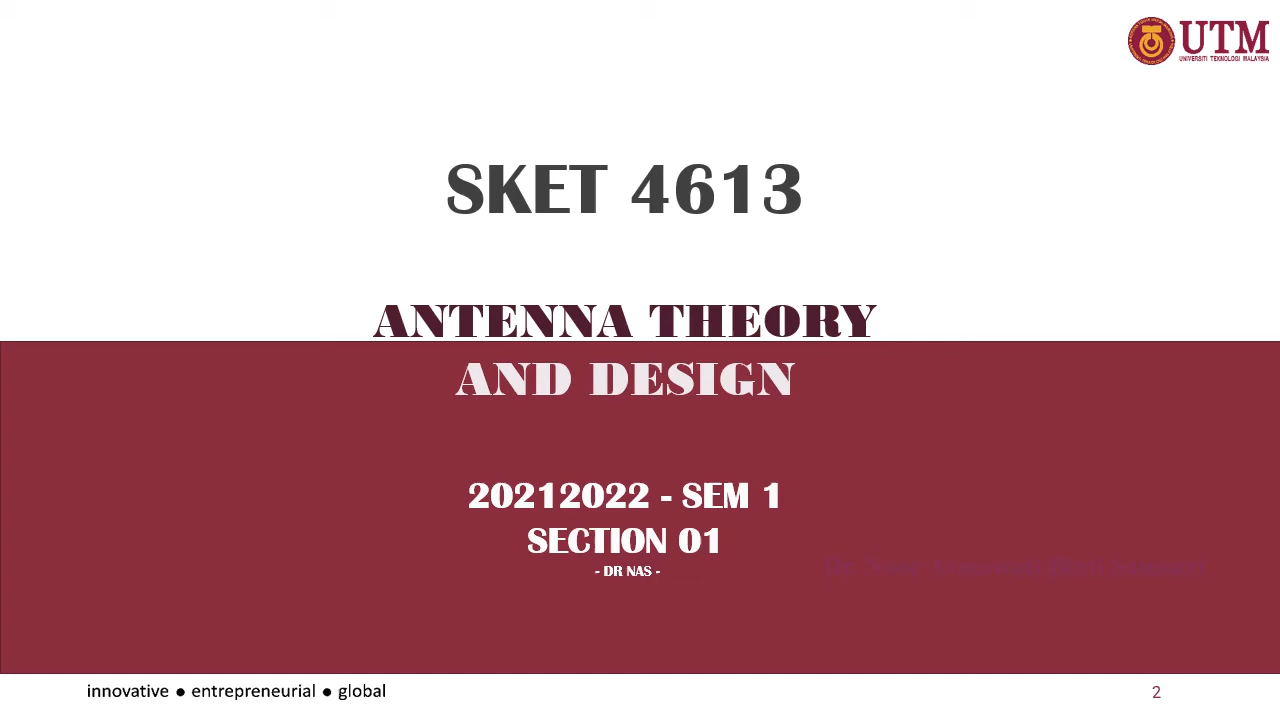 UTM
UNIVERSITI TEKNOLOGI MALAYSIA
SKET 4613
ANTENNA THEORY
AND DESIGN
20212022 - SEM 1
SECTION 01
- DR NAS -
innovative ● entrepreneurial ● global
2